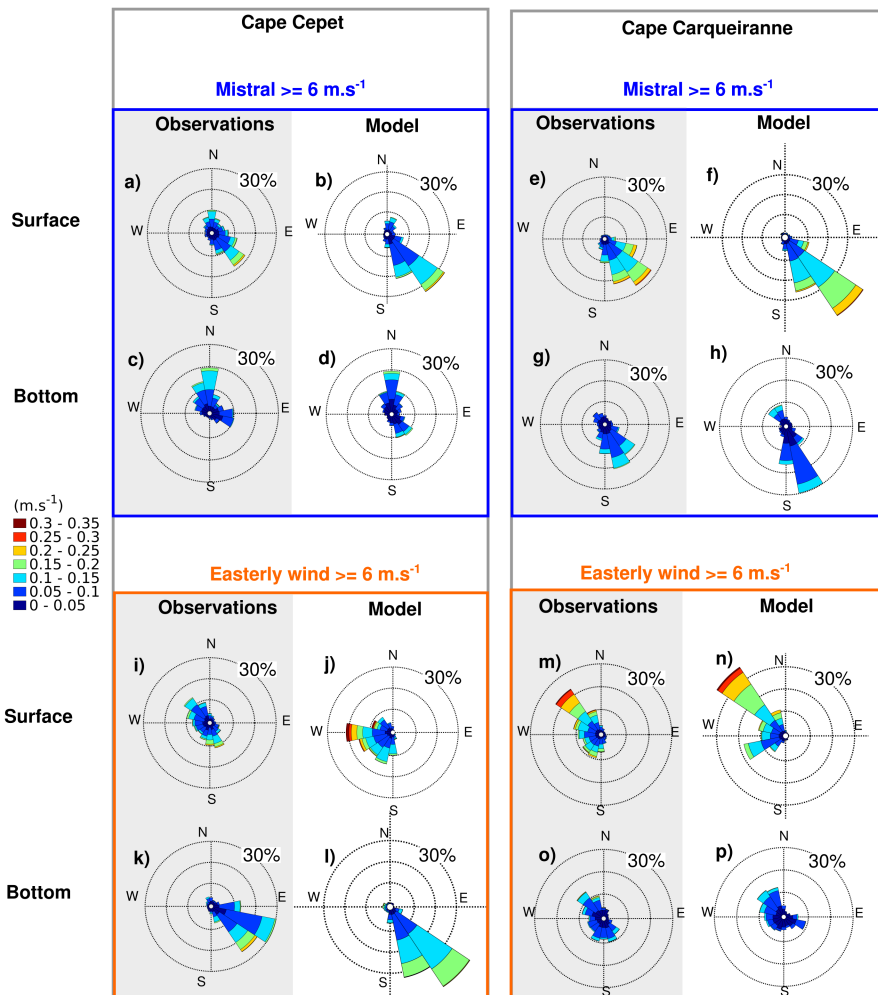 Cape Cepet
Cape Carqueiranne
Mistral >= 6 m.s⁻¹
Mistral >= 6 m.s⁻¹
Observations
Model
Observations
Model
Surface
a)
N
30%
W
E
S
b)
N
30%
W
E
S
e)
N
30%
W
E
S
f)
N
30%
W
E
S
Bottom
c)
N
30%
W
E
S
d)
N
30%
W
E
S
g)
N
30%
W
E
S
h)
N
30%
W
E
S
(m.s⁻¹)
0.3 - 0.35
0.25 - 0.3
0.2 - 0.25
0.15 - 0.2
0.1 - 0.15
0.05 - 0.1
0 - 0.05
Easterly wind >= 6 m.s⁻¹
Easterly wind >= 6 m.s⁻¹
Observations
Model
Observations
Model
Surface
i)
N
30%
W
E
S
j)
N
30%
W
E
S
m)
N
30%
W
E
S
n)
N
30%
W
E
S
Bottom
k)
N
30%
W
E
S
l)
N
30%
W
E
S
o)
N
30%
W
E
S
p)
N
30%
W
E
S